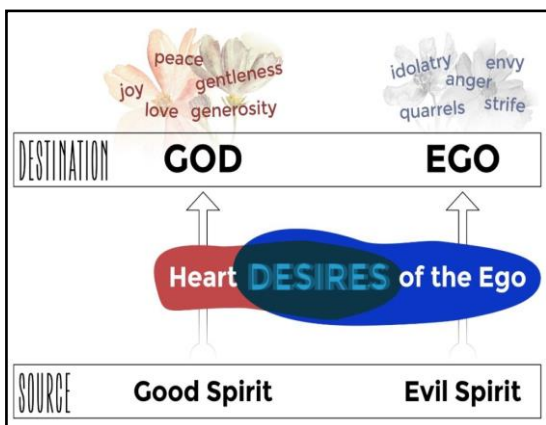 peace
joy
gentleness
love generosity
idolatry envy
anger
quarrels strife
DESTINATION GOD EGO
Heart DESIRES of the Ego
SOURCE Good Spirit Evil Spirit